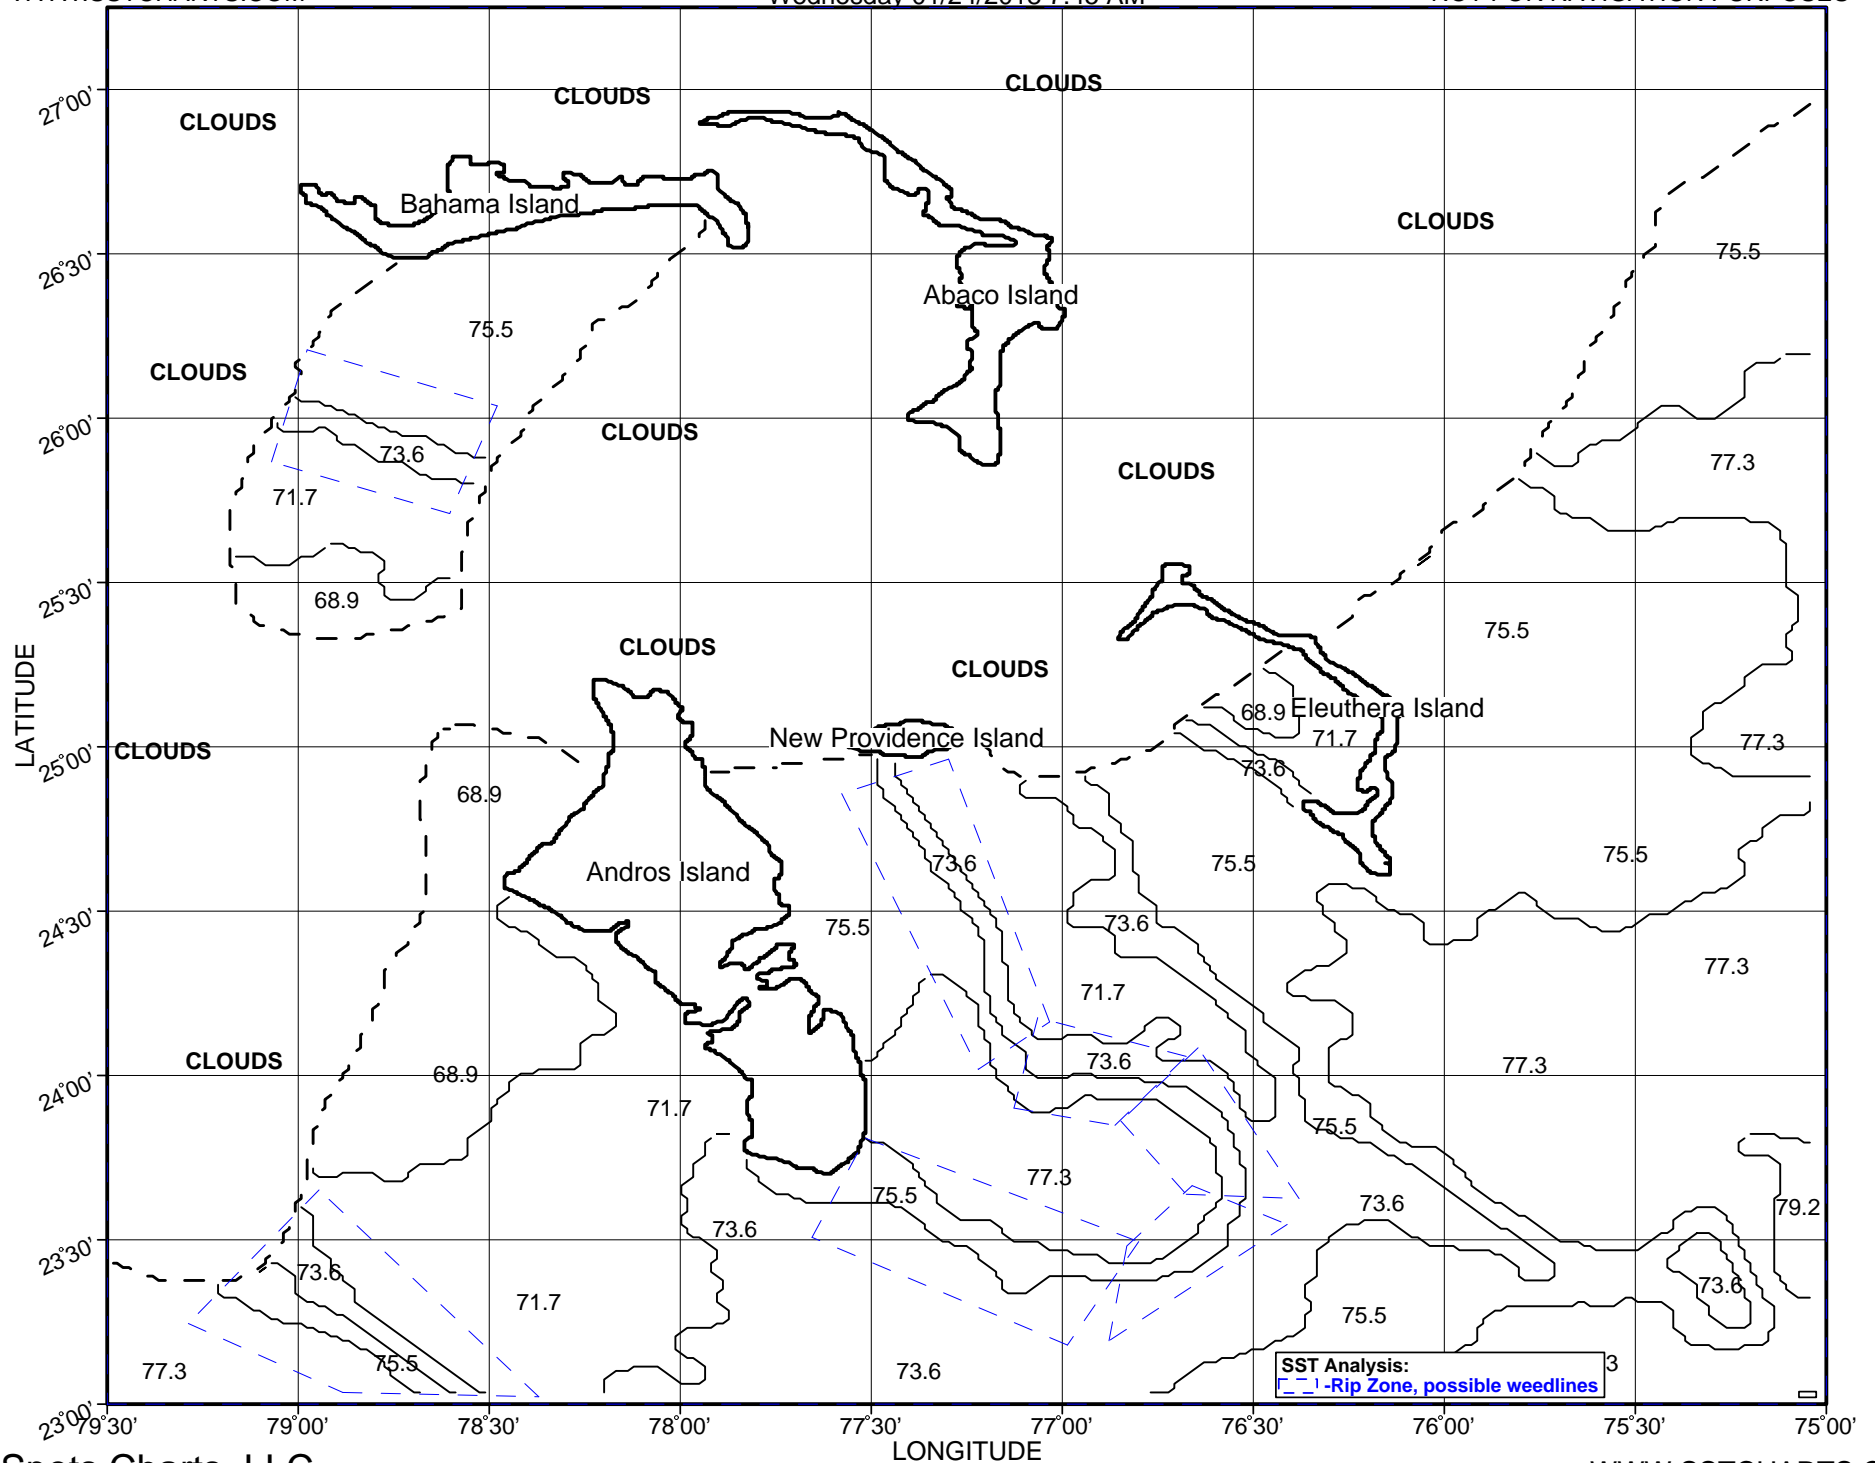 Wednesday 01/24/2018 7:48 AM
CLOUDS
27°00'
CLOUDS
CLOUDS
Bahama Island
CLOUDS
75.5
26°30'
Abaco Island
75.5
CLOUDS
26°00'
CLOUDS
73.6
77.3
CLOUDS
71.7
25°30'
68.9
75.5
CLOUDS
CLOUDS
LATITUDE
68.9
Eleuthera Island
New Providence Island
71.7
77.3
25°00'
CLOUDS
73.6
68.9
73.6
75.5
75.5
Andros Island
24°30'
75.5
73.6
77.3
71.7
CLOUDS
73.6
77.3
24°00'
68.9
71.7
75.5
77.3
75.5
73.6
79.2
73.6
23°30'
73.6
73.6
71.7
75.5
77.3
75.5
73.6
3
SST Analysis:
-Rip Zone, possible weedlines
23°00'
79°30' 79°00' 78°30' 78°00' 77°30' 77°00' 76°30' 76°00' 75°30' 75°00'
LONGITUDE